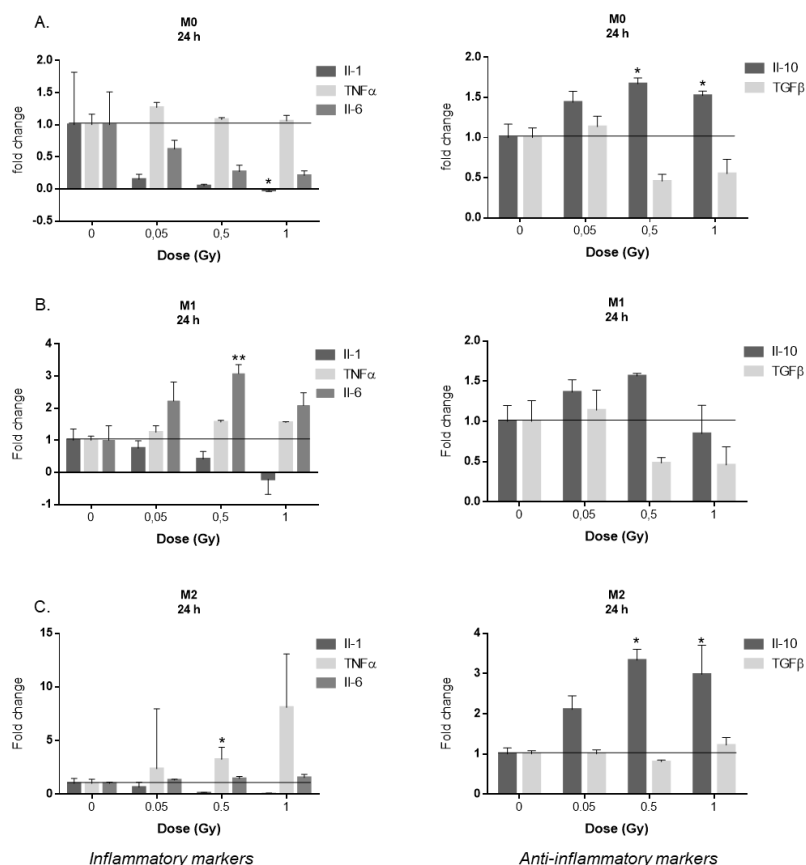 A.
M0
24 h
fold change
2.0
1.5
1.0
0.5
0.0
-0.5
*
0
0,05
0,5
1
Dose (Gy)
Il-1
TNFα
Il-6
M0
24 h
fold change
2.0
1.5
1.0
0.5
0.0
*
*
0
0,05
0,5
1
Dose (Gy)
Il-10
TGFβ
B.
M1
24 h
Fold change
4
3
2
1
0
-1
**
0
0,05
0,5
1
Dose (Gy)
Il-1
TNFα
Il-6
M1
24 h
Fold change
2.0
1.5
1.0
0.5
0.0
0
0,05
0,5
1
Dose (Gy)
Il-10
TGFβ
C.
M2
24 h
Fold change
15
10
5
0
*
0
0.05
0.5
1
Dose (Gy)
Il-1
TNFα
Il-6
M2
24 h
Fold change
4
3
2
1
0
*
*
0
0.05
0.5
1
Dose (Gy)
Il-10
TGFβ
Inflammatory markers
Anti-inflammatory markers